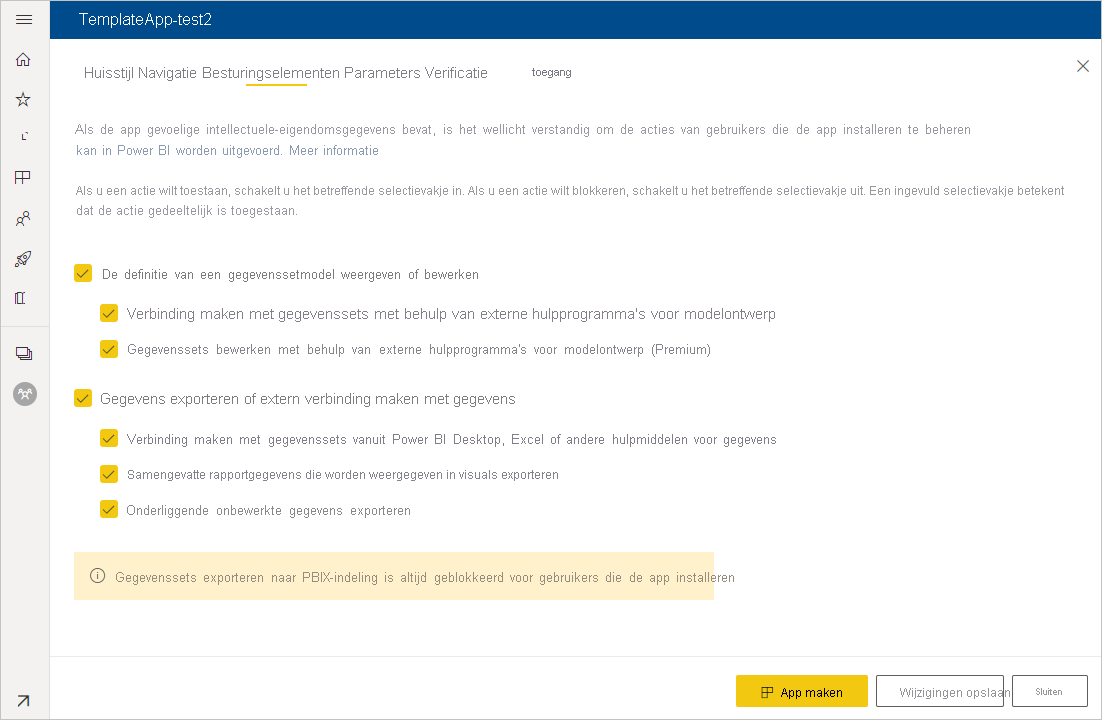 TemplateApp-test2
Huisstijl Navigatie Besturingselementen Parameters Verificatie toegang
Als de app gevoelige intellectuele-eigendomsgegevens bevat, is het wellicht verstandig om de acties van gebruikers die de app installeren te beheren
kan in Power BI worden uitgevoerd. Meer informatie
Als u een actie wilt toestaan, schakelt u het betreffende selectievakje in. Als u een actie wilt blokkeren, schakelt u het betreffende selectievakje uit. Een ingevuld selectievakje betekent
dat de actie gedeeltelijk is toegestaan.
De definitie van een gegevenssetmodel weergeven of bewerken
Verbinding maken met gegevenssets met behulp van externe hulpprogramma's voor modelontwerp
Gegevenssets bewerken met behulp van externe hulpprogramma's voor modelontwerp (Premium)
Gegevens exporteren of extern verbinding maken met gegevens
Verbinding maken met gegevenssets vanuit Power BI Desktop, Excel of andere hulpmiddelen voor gegevens
Samengevatte rapportgegevens die worden weergegeven in visuals exporteren
Onderliggende onbewerkte gegevens exporteren
Gegevenssets exporteren naar PBIX-indeling is altijd geblokkeerd voor gebruikers die de app installeren
App maken Wijzigingen opslaan Sluiten